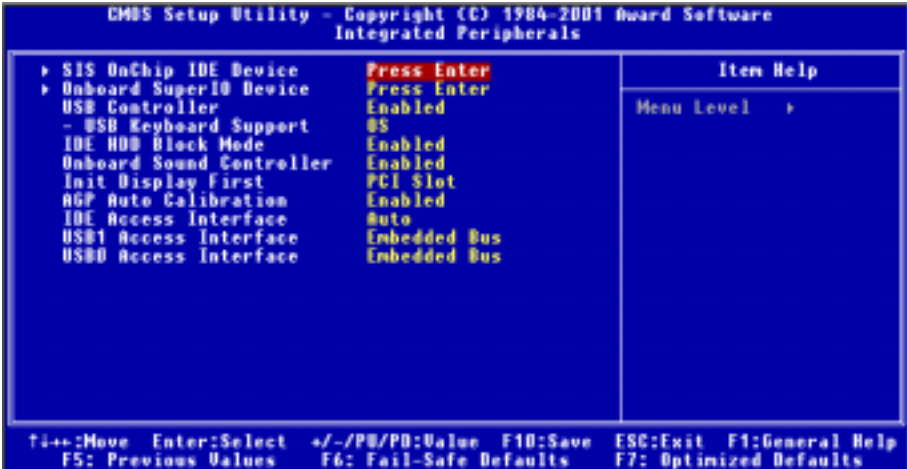 CMOS Setup Utility - Copyright (C) 1984-2001 Award Software
Integrated Peripherals
▸ SIS OnChip IDE Device Press Enter
▸ Onboard SuperIO Device Press Enter
USB Controller Enabled
- USB Keyboard Support OS
IDE HDD Block Mode Enabled
Onboard Sound Controller Enabled
Init Display First PCI Slot
AGP Auto Calibration Enabled
IDE Access Interface Auto
USB1 Access Interface Embedded Bus
USB0 Access Interface Embedded Bus
Item Help
Menu Level ▸
↑↓→←:Move Enter:Select +/-/PU/PD:Value F10:Save ESC:Exit F1:General Help
F5: Previous Values F6: Fail-Safe Defaults F7: Optimized Defaults